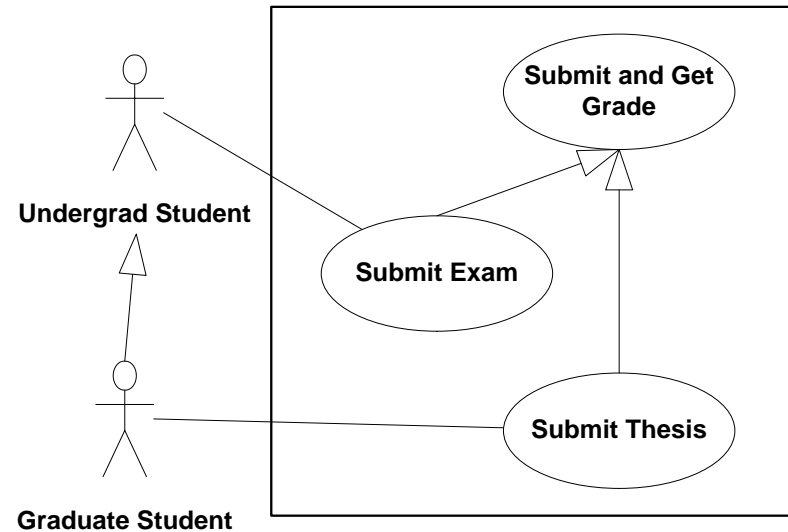 Submit and Get
Grade
Undergrad Student
Submit Exam
Submit Thesis
Graduate Student